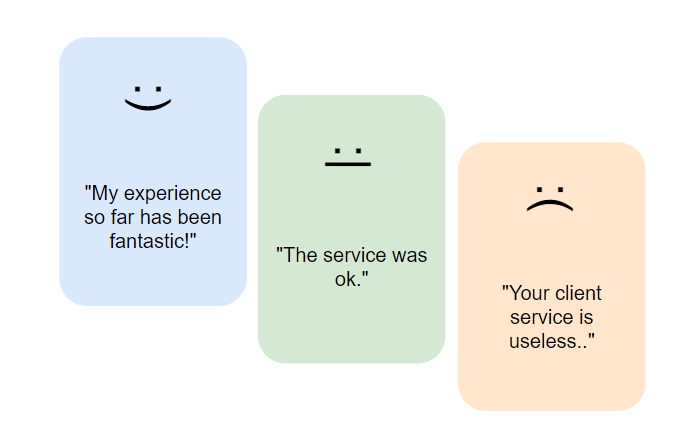 "My experience
so far has been
fantastic!"
"The service was
ok."
"Your client
service is
useless.."